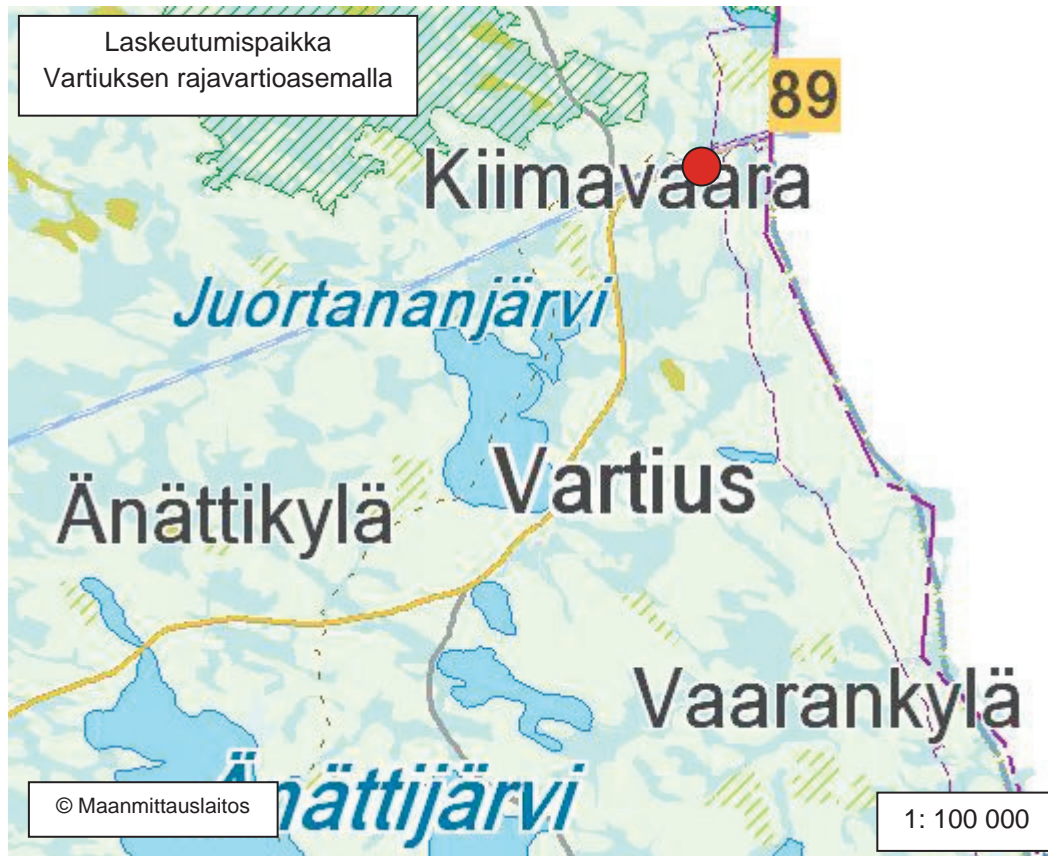 Laskeutumispaikka
Vartiuksen rajavartioasemalla
89
Kiimavaara
Juortananjärvi
Vartius
Änättikylä
Vaarankylä
Änättijärvi
© Maanmittauslaitos
1: 100 000